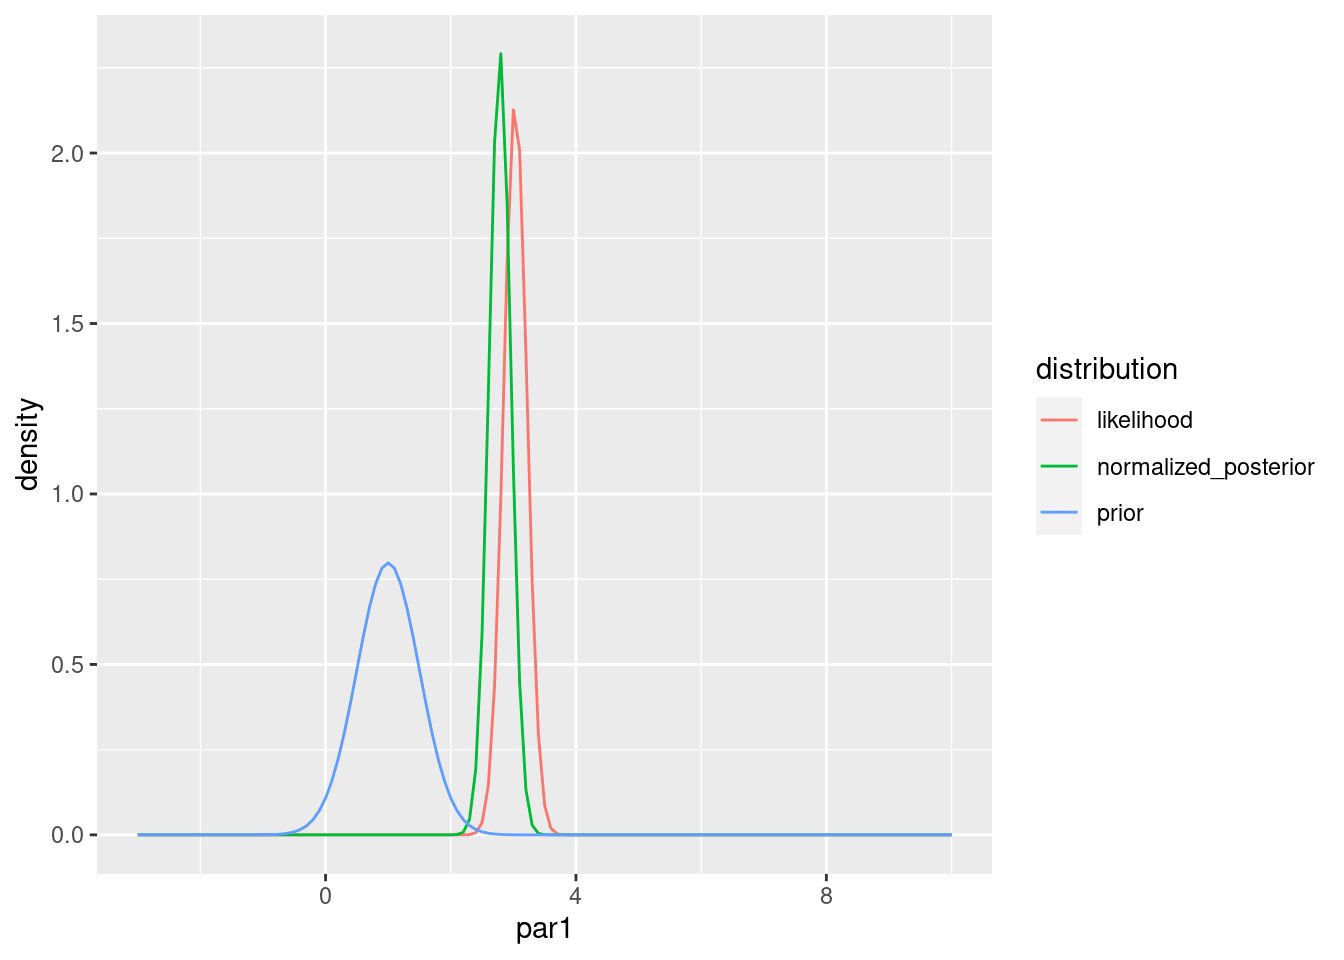 density
2.0
1.5
1.0
0.5
0.0
0
4
8
par1
distribution
likelihood
normalized_posterior
prior